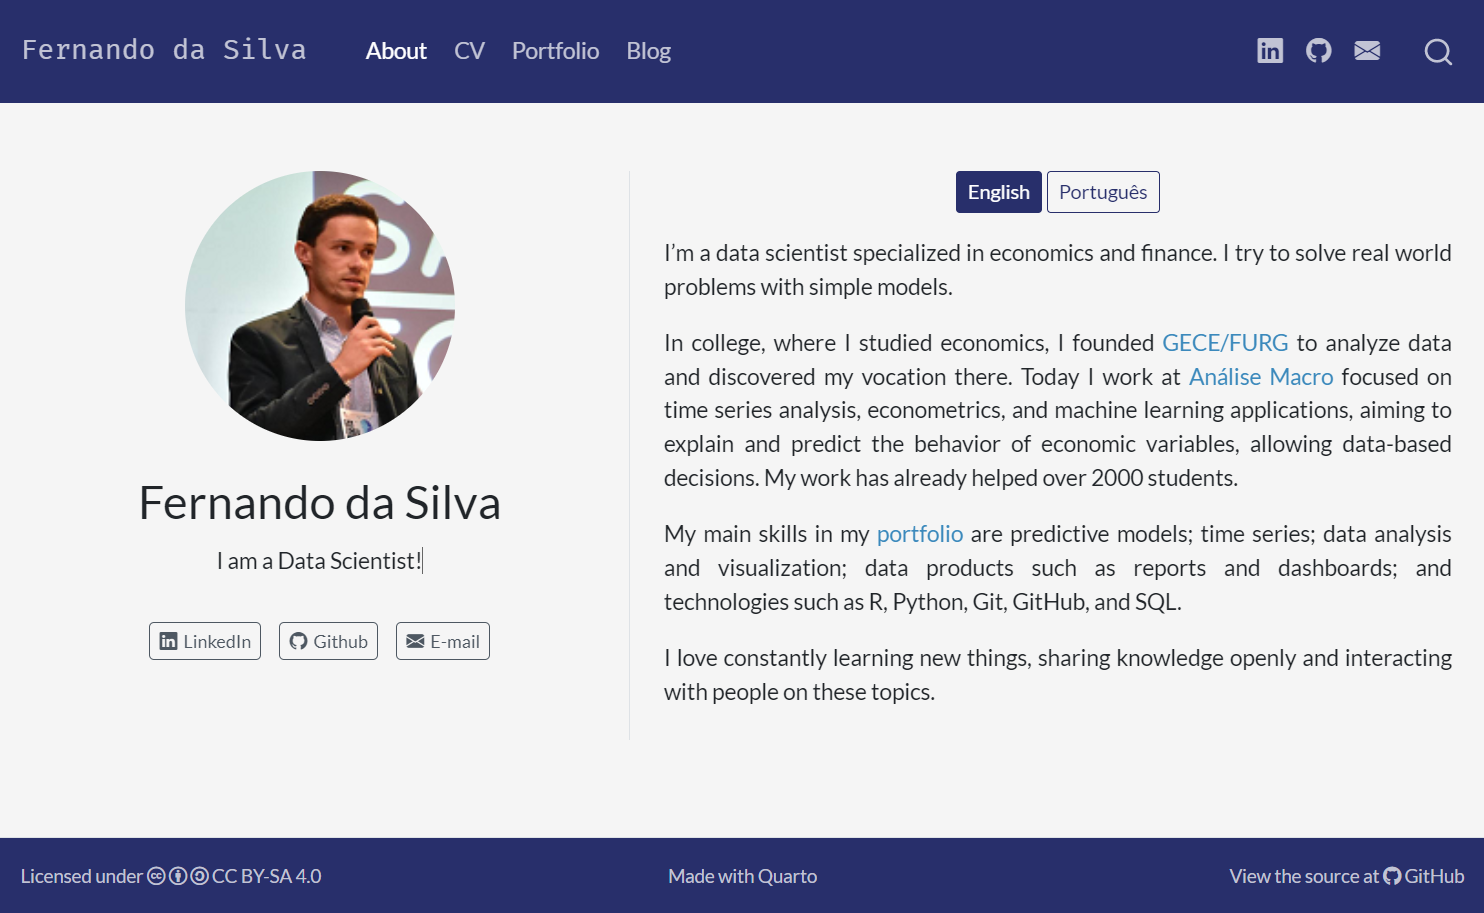 Fernando da Silva
About CV Portfolio Blog
Fernando da Silva
I am a Data Scientist!
LinkedIn Github E-mail
English Português
I’m a data scientist specialized in economics and finance. I try to solve real world
problems with simple models.
In college, where I studied economics, I founded GECE/FURG to analyze data
and discovered my vocation there. Today I work at Análise Macro focused on
time series analysis, econometrics, and machine learning applications, aiming to
explain and predict the behavior of economic variables, allowing data-based
decisions. My work has already helped over 2000 students.
My main skills in my portfolio are predictive models; time series; data analysis
and visualization; data products such as reports and dashboards; and
technologies such as R, Python, Git, GitHub, and SQL.
I love constantly learning new things, sharing knowledge openly and interacting
with people on these topics.
Licensed under CC BY-SA 4.0
Made with Quarto
View the source at GitHub